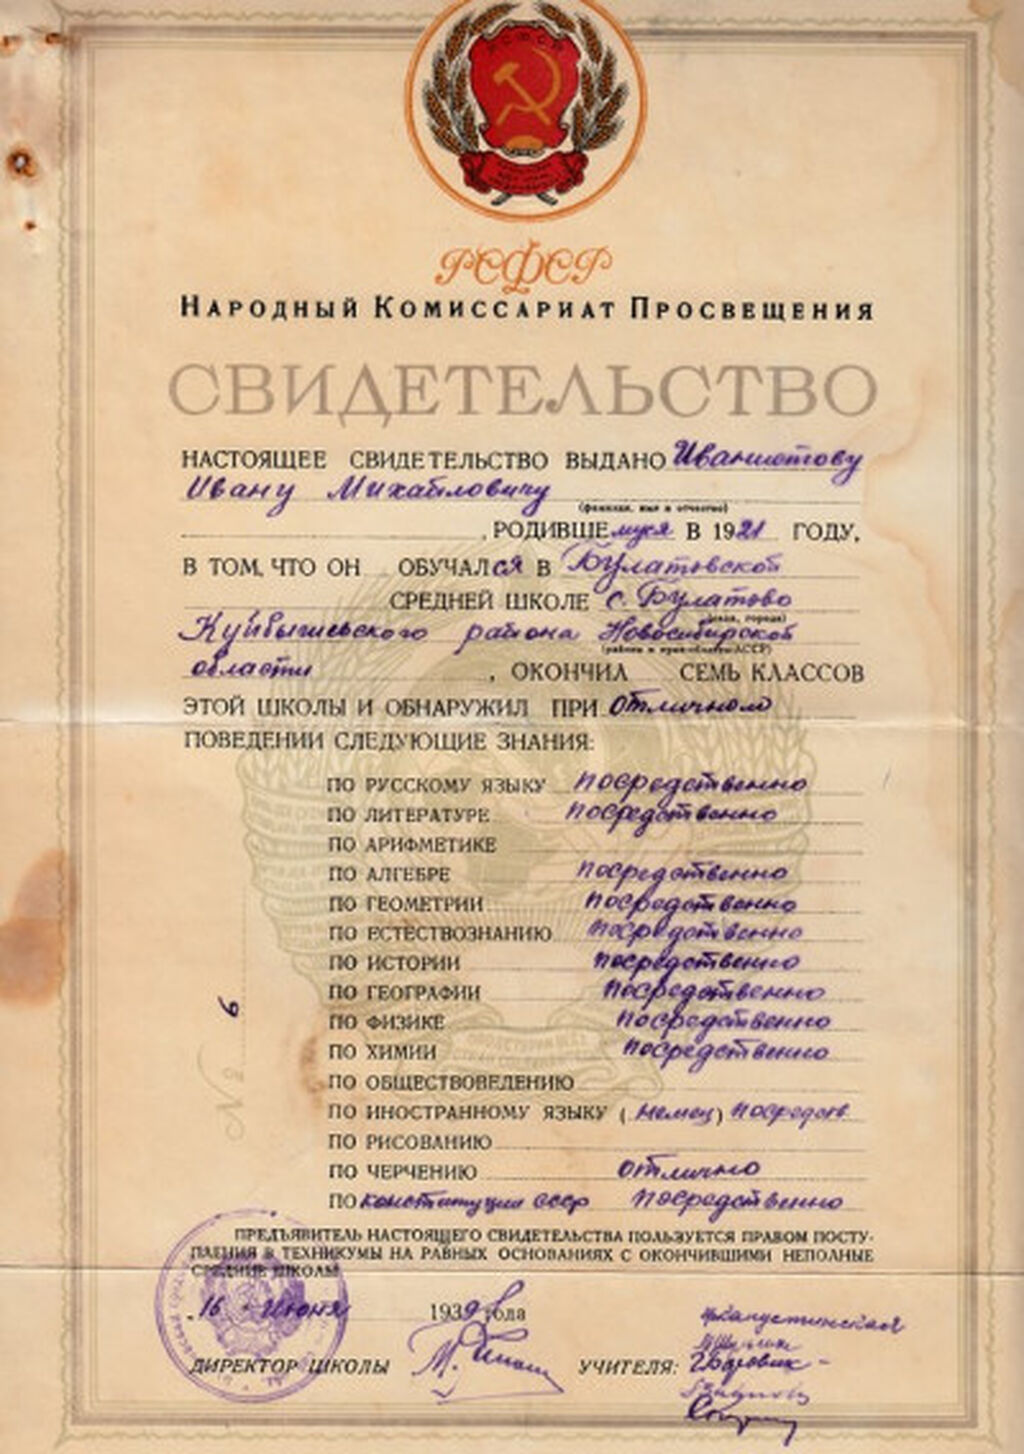 РСФСР
НАРОДНЫЙ КОМИССАРИАТ ПРОСВЕЩЕНИЯ
СВИДЕТЕЛЬСТВО
НАСТОЯЩЕЕ СВИДЕТЕЛЬСТВО ВЫДАНО
Ивану Михайловичу
(фамилия, имя и отчество)
, РОДИВШЕмуся В 1921 ГОДУ,
В ТОМ, ЧТО ОН ОБУЧАЛСЯ В Булатовской
СРЕДНЕЙ ШКОЛЕ с. Булатово
Куйбышевского района Новосибирской
области , ОКОНЧИЛ СЕМЬ КЛАССОВ
ЭТОЙ ШКОЛЫ И ОБНАРУЖИЛ ПРИ отличном
ПОВЕДЕНИИ СЛЕДУЮЩИЕ ЗНАНИЯ:
ПО РУССКОМУ ЯЗЫКУ посредственно
ПО ЛИТЕРАТУРЕ посредственно
ПО АРИФМЕТИКЕ
ПО АЛГЕБРЕ посредственно
ПО ГЕОМЕТРИИ посредственно
ПО ЕСТЕСТВОЗНАНИЮ посредственно
ПО ИСТОРИИ посредственно
ПО ГЕОГРАФИИ посредственно
ПО ФИЗИКЕ посредственно
ПО ХИМИИ посредственно
ПО ОБЩЕСТВОВЕДЕНИЮ
ПО ИНОСТРАННОМУ ЯЗЫКУ (немец) посредств
ПО РИСОВАНИЮ
ПО ЧЕРЧЕНИЮ отлично
ПО конституции СССР посредственно
№ 6
ПРЕДЪЯВИТЕЛЬ НАСТОЯЩЕГО СВИДЕТЕЛЬСТВА ПОЛЬЗУЕТСЯ ПРАВОМ ПОСТУ-
ПЛЕНИЯ В ТЕХНИКУМЫ НА РАВНЫХ ОСНОВАНИЯХ С ОКОНЧИВШИМИ НЕПОЛНЫЕ
СРЕДНИЕ ШКОЛЫ
16 июня 1939 года
ДИРЕКТОР ШКОЛЫ УЧИТЕЛЯ: